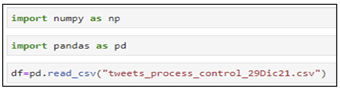 import numpy as np
import pandas as pd
df=pd.read_csv("tweets_process_control_29Dic21.csv")